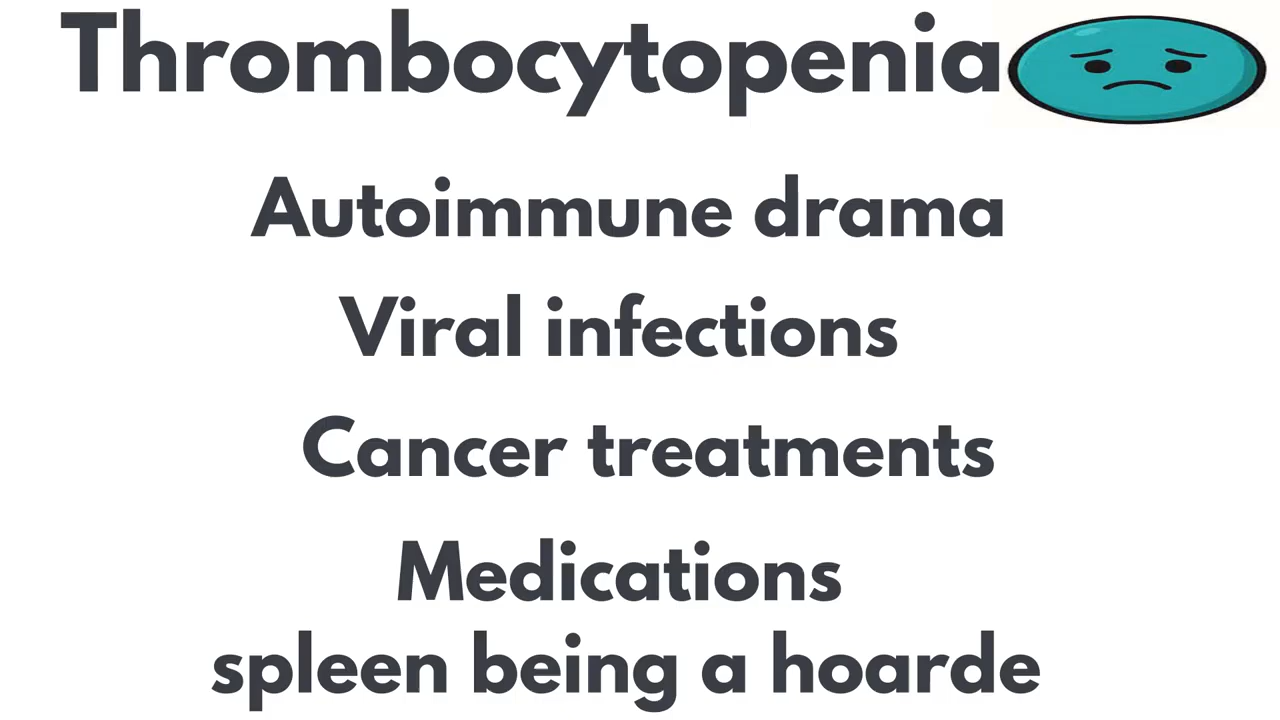 Thrombocytopenia
Autoimmune drama
Viral infections
Cancer treatments
Medications
spleen being a hoarde